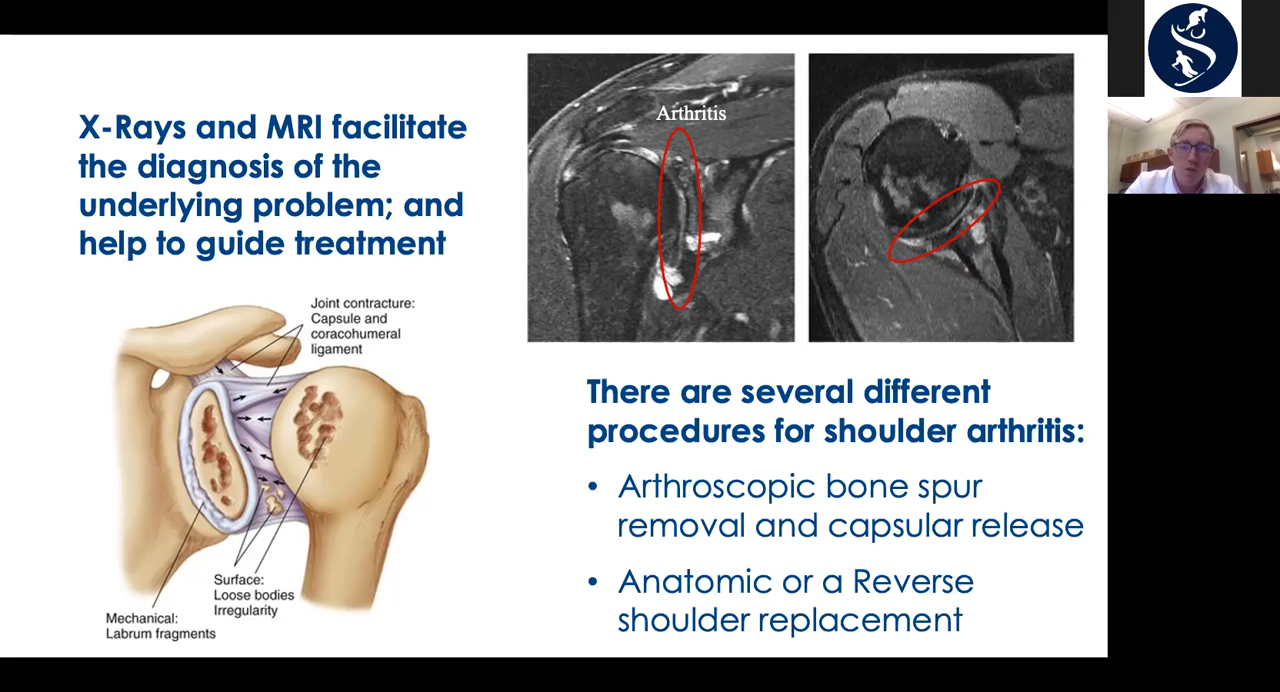 X-Rays and MRI facilitate
the diagnosis of the
underlying problem; and
help to guide treatment
Arthritis
Joint contracture:
Capsule and
coracohumeral
ligament
Surface:
Loose bodies
Irregularity
Mechanical:
Labrum fragments
There are several different
procedures for shoulder arthritis:
• Arthroscopic bone spur
removal and capsular release
• Anatomic or a Reverse
shoulder replacement